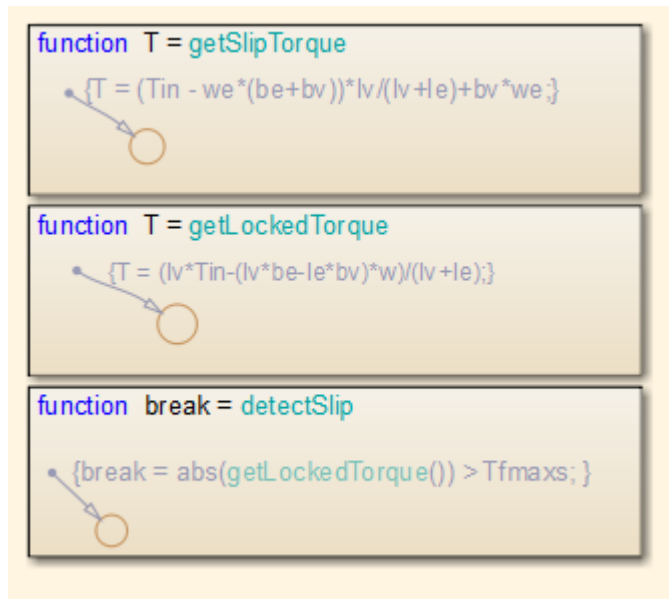 function T = getSlipTorque
{T = (Tin - we*(be+bv))*Iv/(Iv+Ie)+bv*we;}
function T = getLockedTorque
{T = (Iv*Tin-(Iv*be-Ie*bv)*w)/(Iv+Ie);}
function break = detectSlip
{break = abs(getLockedTorque()) > Tfmaxs; }